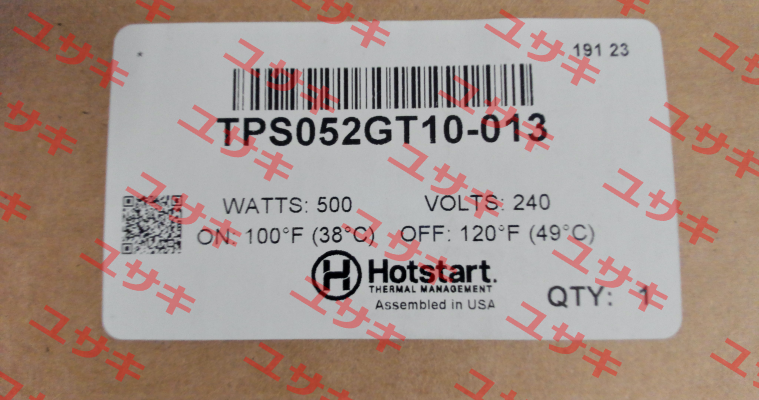 191 23
TPS052GT10-013
WATTS: 500 VOLTS: 240
ON: 100°F (38°C) OFF: 120°F (49°C)
H Hotstart.
THERMAL MANAGEMENT
Assembled in USA
QTY: 1
ユサキ